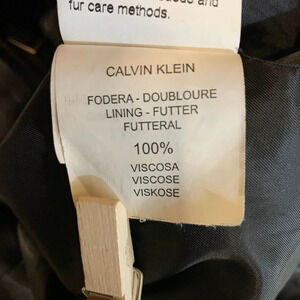 fur care methods.
CALVIN KLEIN
FODERA - DOUBLOURE
LINING - FUTTER
FUTTERAL
100%
VISCOSA
VISCOSE
VISKOSE